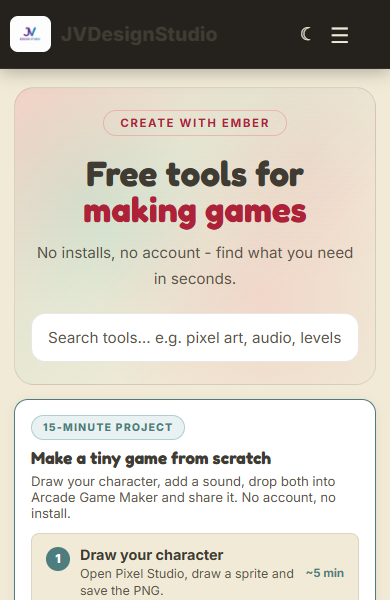 JV
JVDesignStudio
CREATE WITH EMBER
Free tools for
making games
No installs, no account - find what you need
in seconds.
Search tools... e.g. pixel art, audio, levels
15-MINUTE PROJECT
Make a tiny game from scratch
Draw your character, add a sound, drop both into
Arcade Game Maker and share it. No account, no
install.
1 Draw your character
Open Pixel Studio, draw a sprite and ~5 min
save the PNG.